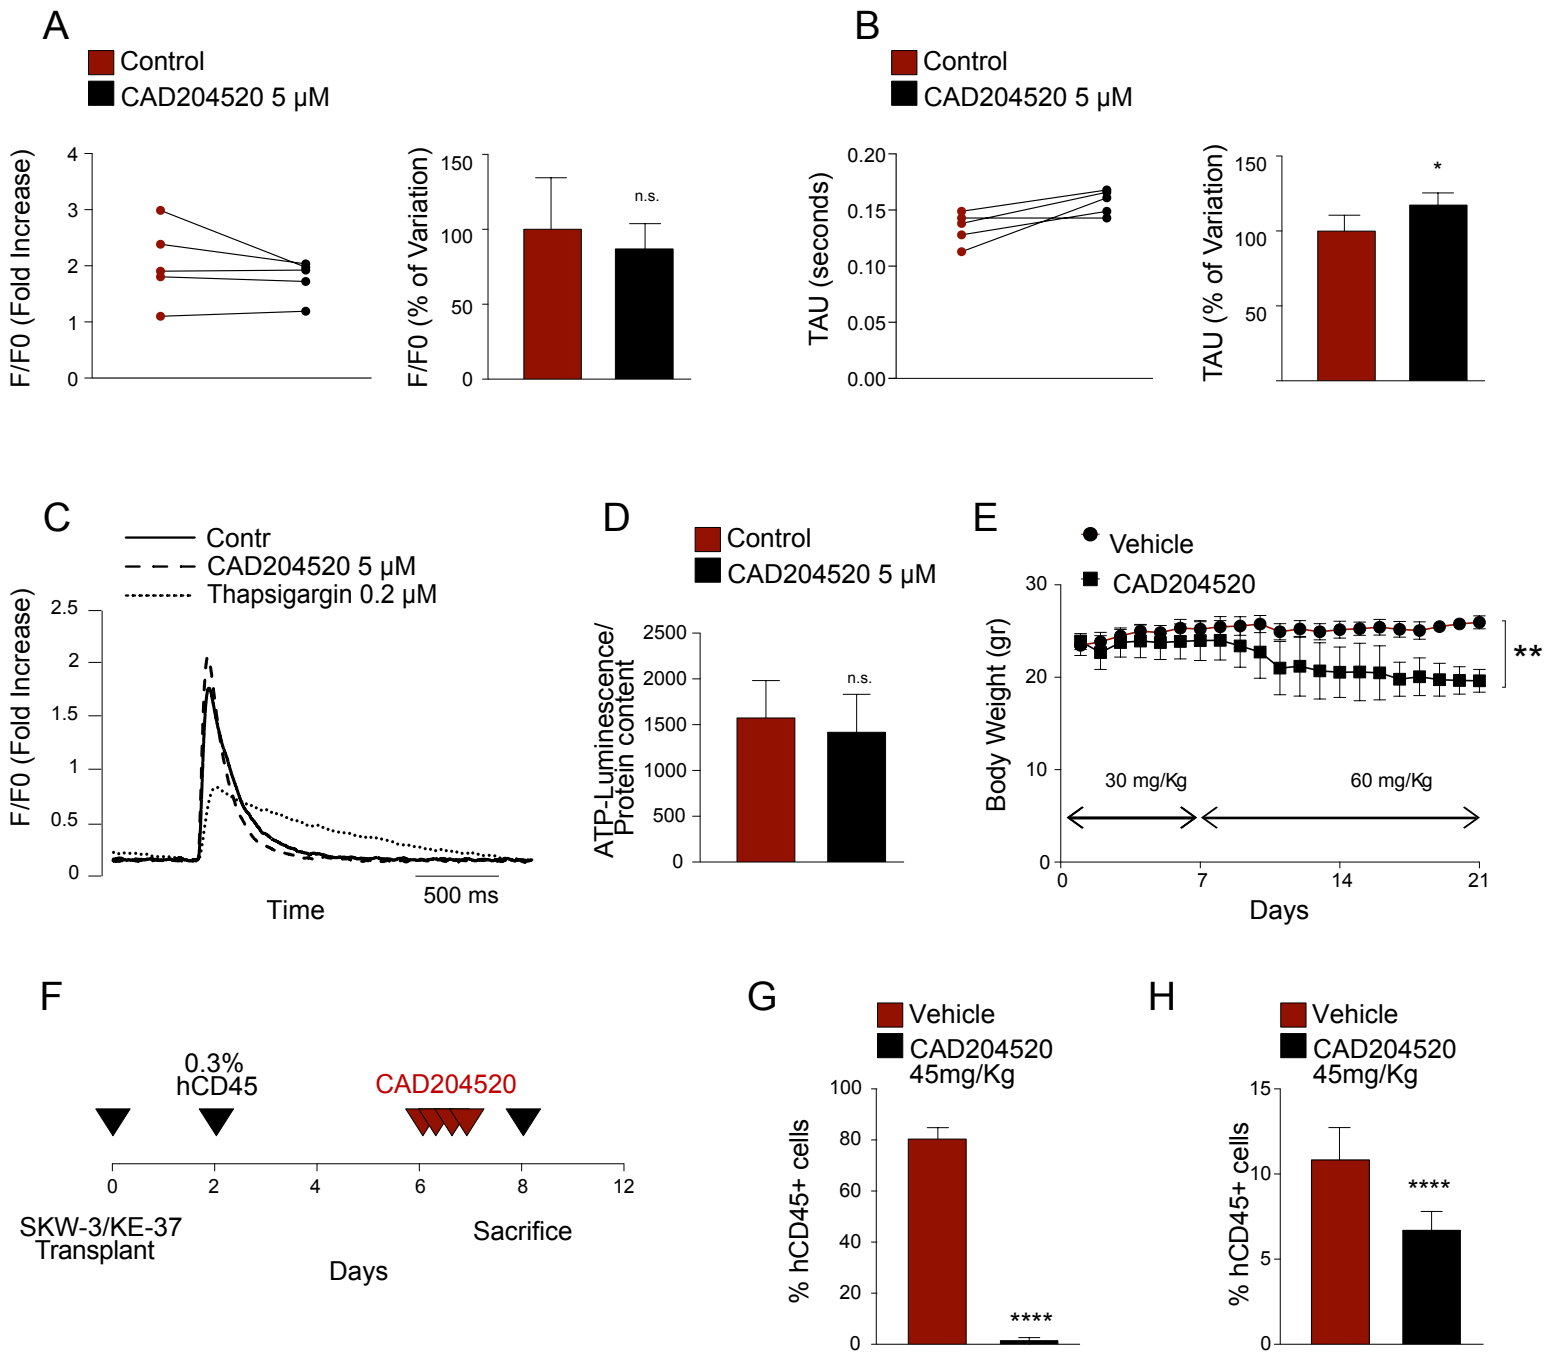 A
Control
CAD204520 5 µM
F/F0 (Fold Increase)
4
3
2
1
0
F/F0 (% of Variation)
150
100
50
0
n.s.
B
Control
CAD204520 5 µM
TAU (seconds)
0.20
0.15
0.10
0.05
0.00
TAU (% of Variation)
150
100
50
*
C
Contr
CAD204520 5 µM
Thapsigargin 0.2 µM
F/F0 (Fold Increase)
2.5
2
1.5
1
0.5
0
500 ms
Time
D
Control
CAD204520 5 µM
ATP-Luminescence/
Protein content
2500
2000
1500
1000
500
0
n.s.
E
Vehicle
CAD204520
Body Weight (gr)
30
20
10
0
30 mg/Kg
60 mg/Kg
**
0
7
14
21
Days
F
0.3%
hCD45
CAD204520
0
2
4
6
8
12
SKW-3/KE-37
Transplant
Sacrifice
Days
G
Vehicle
CAD204520
45mg/Kg
% hCD45+ cells
100
80
60
40
20
0
****
H
Vehicle
CAD204520
45mg/Kg
% hCD45+ cells
15
10
5
0
****